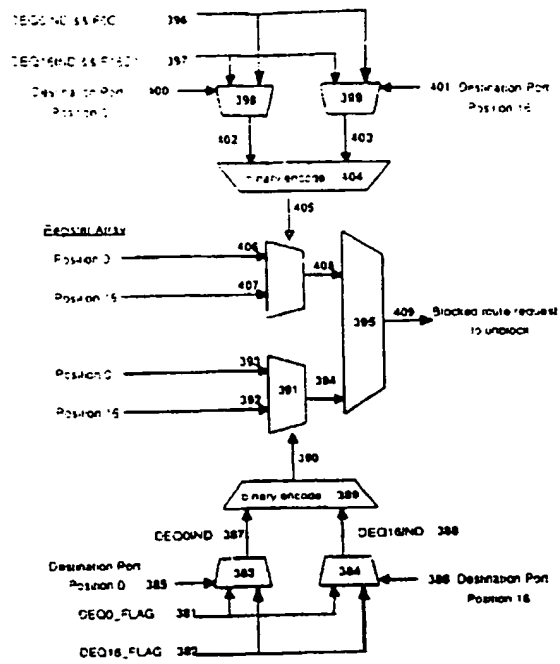 396
397
Destination Port
Position 0
400
398
399
401 Destination Port
Position 16
402
403
binary encode 404
405
Register Array
Position 0
406
Position 15
407
408
395
409
Blocked route request
to unblock
Position 0
393
Position 15
392
391
394
390
binary encode 389
DEQ0IND 387
DEQ16IND 388
Destination Port
Position 0 385
383
384
386 Destination Port
Position 16
DEQ0_FLAG 381
DEQ16_FLAG 382